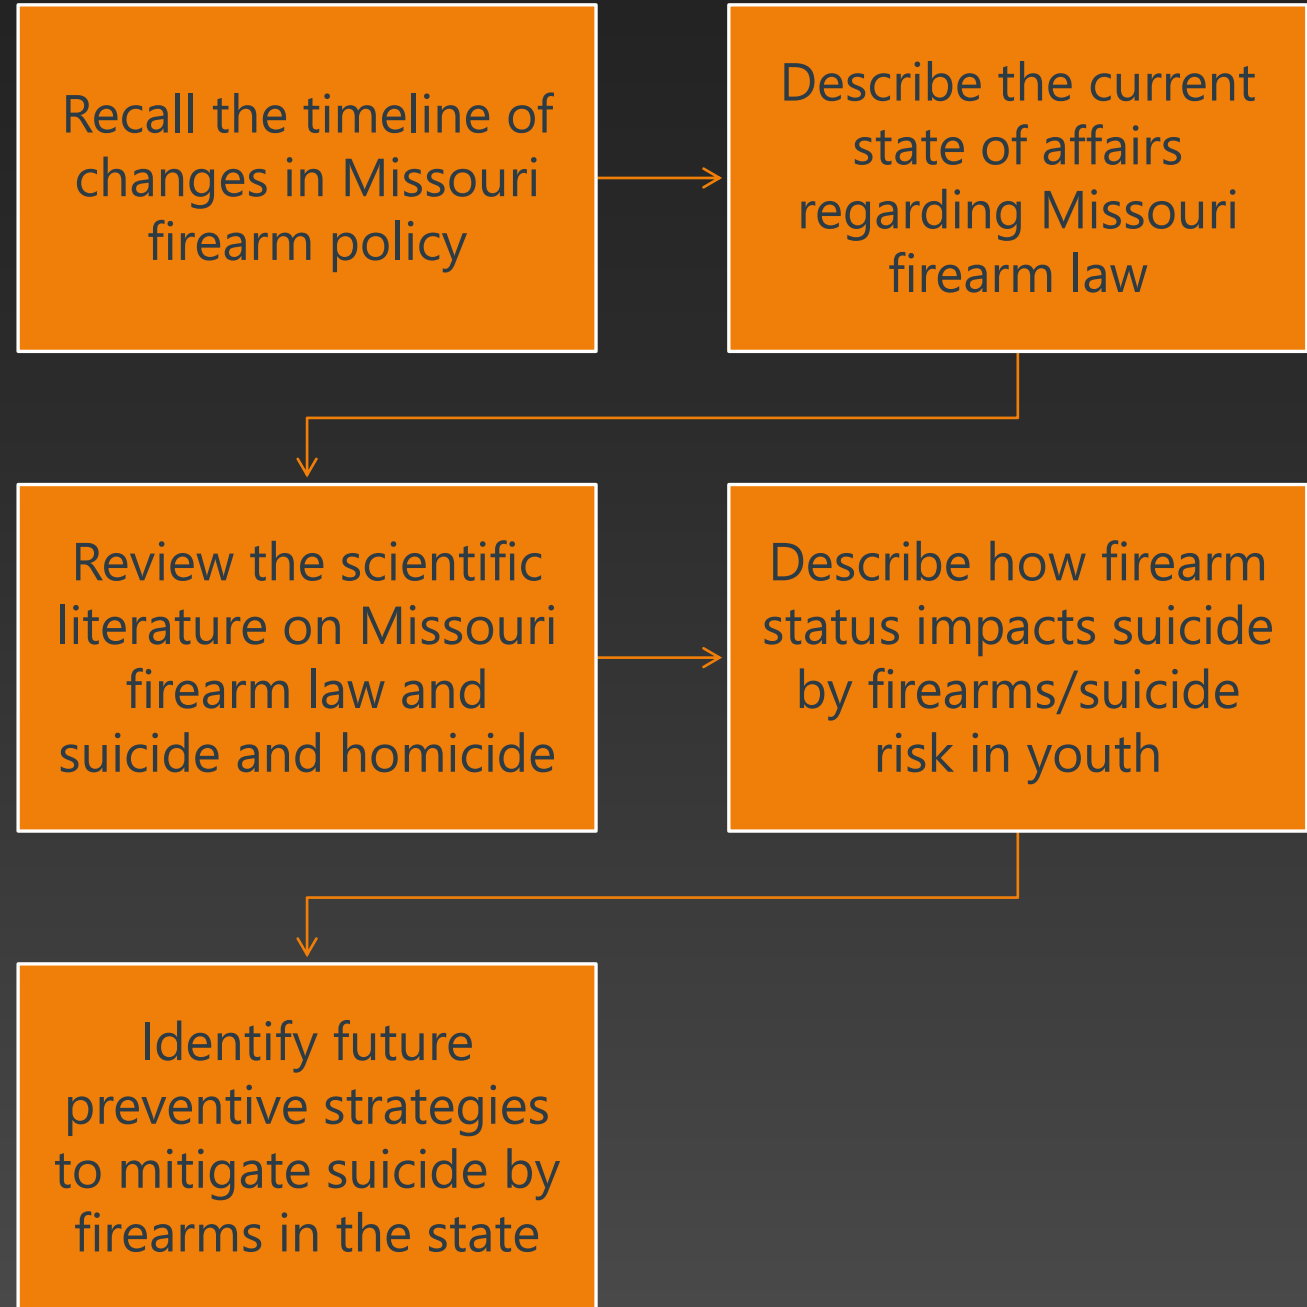 Recall the timeline of
changes in Missouri
firearm policy
Describe the current
state of affairs
regarding Missouri
firearm law
Review the scientific
literature on Missouri
firearm law and
suicide and homicide
Describe how firearm
status impacts suicide
by firearms/suicide
risk in youth
Identify future
preventive strategies
to mitigate suicide by
firearms in the state